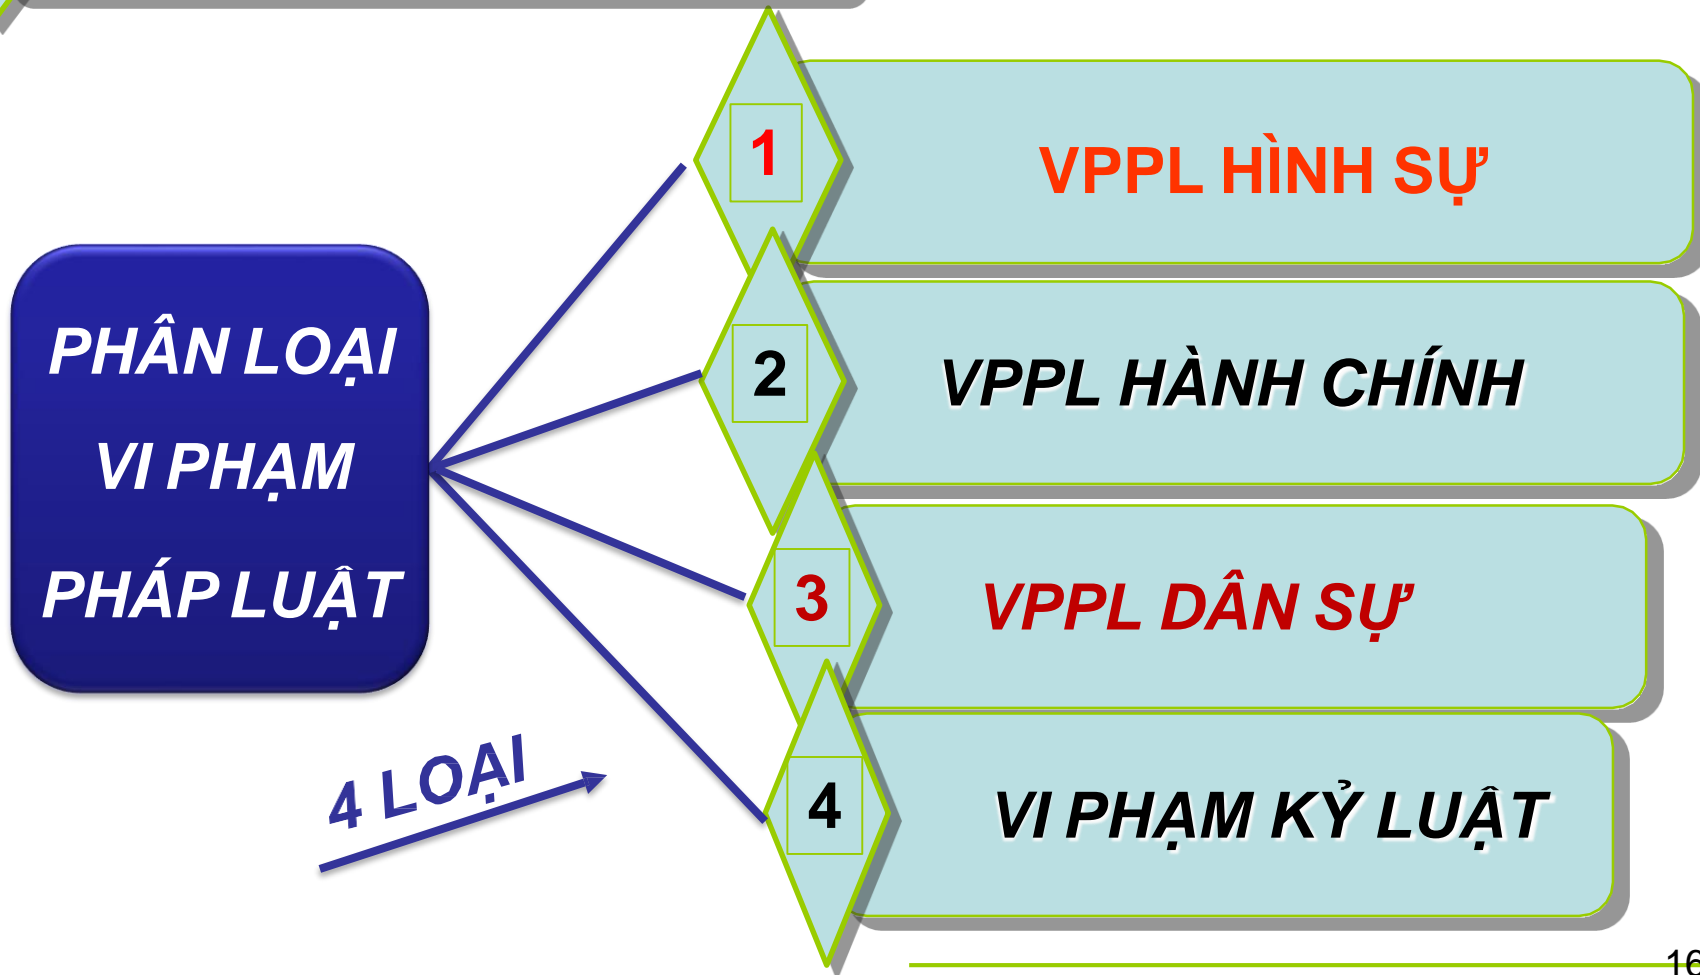 PHÂN LOẠI
VI PHẠM
PHÁP LUẬT
4 LOẠI
1
VPPL HÌNH SỰ
2
VPPL HÀNH CHÍNH
3
VPPL DÂN SỰ
4
VI PHẠM KỶ LUẬT
16